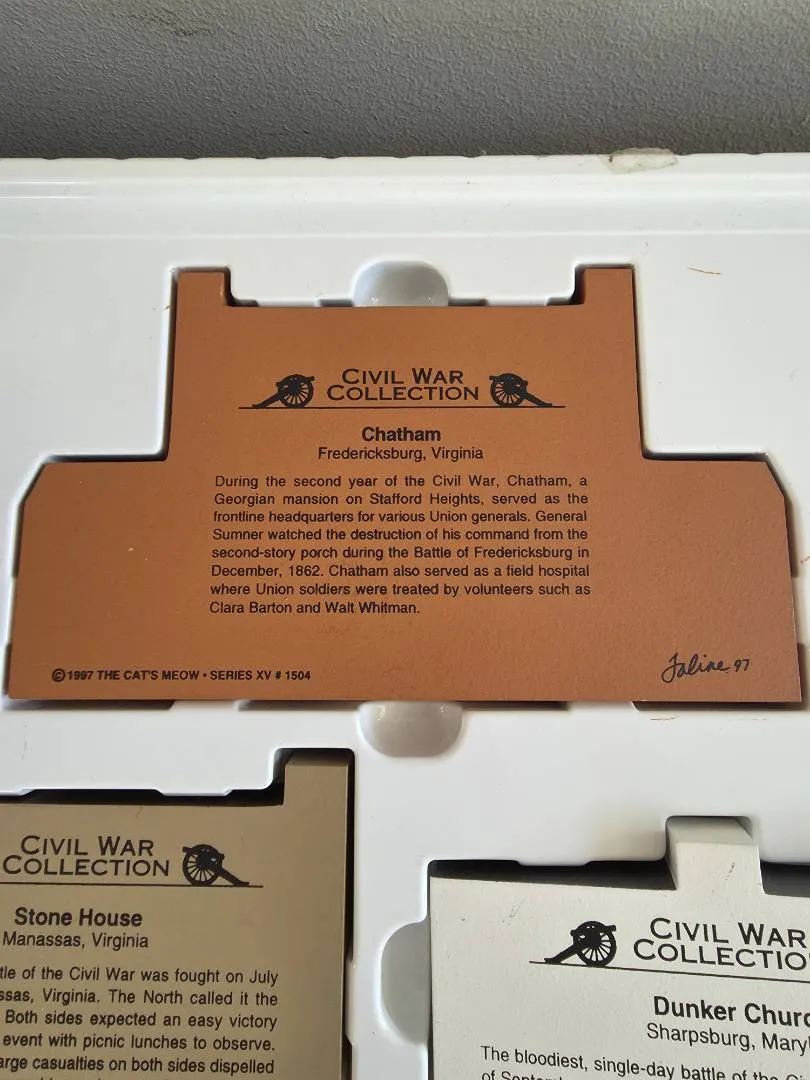 CIVIL WAR
COLLECTION
Chatham
Fredericksburg, Virginia
During the second year of the Civil War, Chatham, a
Georgian mansion on Stafford Heights, served as the
frontline headquarters for various Union generals. General
Sumner watched the destruction of his command from the
second-story porch during the Battle of Fredericksburg in
December, 1862. Chatham also served as a field hospital
where Union soldiers were treated by volunteers such as
Clara Barton and Walt Whitman.
©1997 THE CAT'S MEOW • SERIES XV # 1504
Faline 97
CIVIL WAR
COLLECTION
Stone House
Manassas, Virginia
of the Civil War was fought on July
Virginia. The North called it the
Both sides expected an easy victory
event with picnic lunches to observe.
casualties on both sides dispelled
CIVIL WAR
Dunker
Sharpsburg,
The bloodiest, single-day battle of the
of